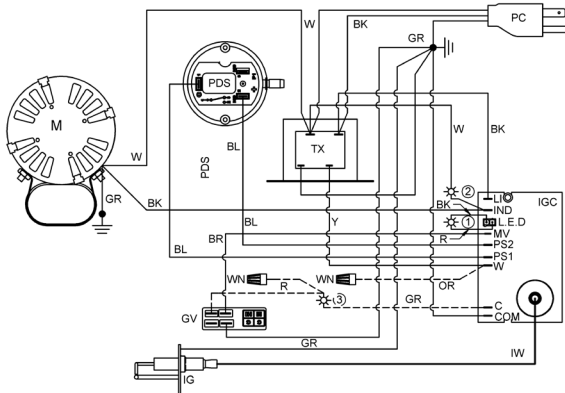 W
BK
PC
GR
PDS
M
TX
W
BK
BL
W
PDS
②
LI
IGC
IND
BK
GR
BK
①
L.E.D
BL
Y
R
MV
BR
PS2
BL
PS1
WN
WN
W
R
OR
③
GR
C
GV
COM
GR
IW
IG